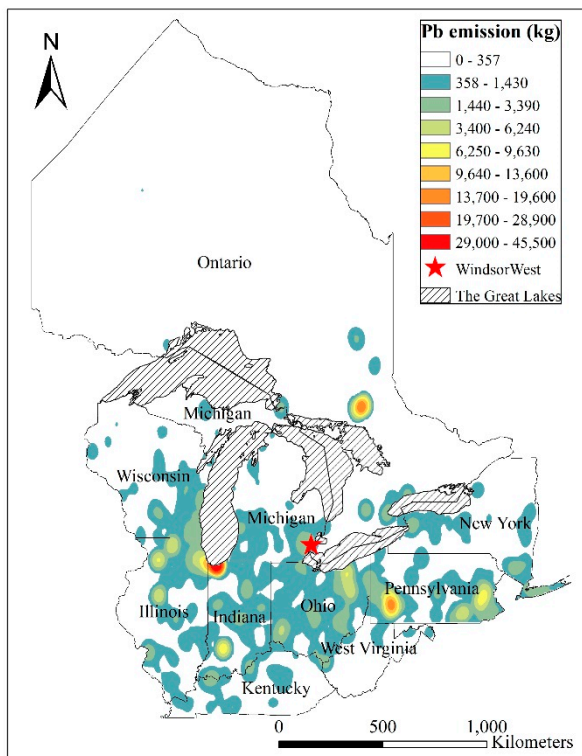 N
Pb emission (kg)
0 - 357
358 - 1,430
1,440 - 3,390
3,400 - 6,240
6,250 - 9,630
9,640 - 13,600
13,700 - 19,600
19,700 - 28,900
29,000 - 45,500
WindsorWest
The Great Lakes
Ontario
Michigan
Wisconsin
Michigan
New York
Illinois
Indiana
Ohio
Pennsylvania
West Virginia
Kentucky
0 500 1,000
Kilometers